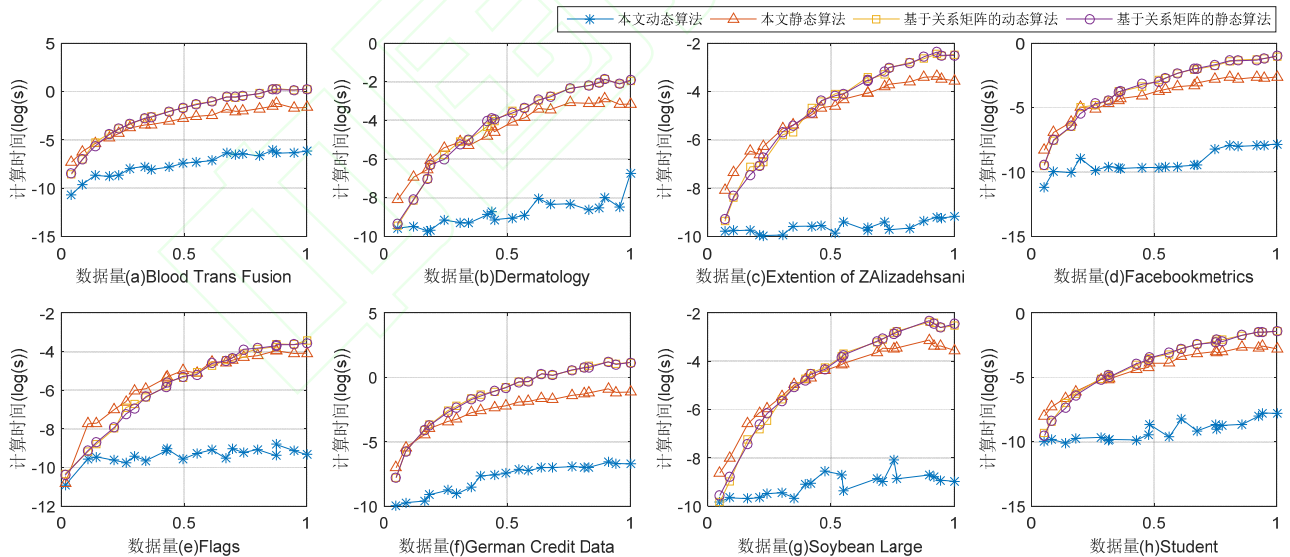 本文动态算法 本文静态算法 基于关系矩阵的动态算法 基于关系矩阵的静态算法
计算时间(log(s))
5
0
-5
-10
-15
0 0.5 1
数据量(a)Blood Trans Fusion
计算时间(log(s))
0
-2
-4
-6
-8
-10
0 0.5 1
数据量(b)Dermatology
计算时间(log(s))
-2
-4
-6
-8
-10
0 0.5 1
数据量(c)Extention of ZAlizadehsani
计算时间(log(s))
0
-5
-10
-15
0 0.5 1
数据量(d)Facebookmetrics
计算时间(log(s))
-2
-4
-6
-8
-10
-12
0 0.5 1
数据量(e)Flags
计算时间(log(s))
5
0
-5
-10
0 0.5 1
数据量(f)German Credit Data
计算时间(log(s))
-2
-4
-6
-8
-10
0 0.5 1
数据量(g)Soybean Large
计算时间(log(s))
0
-5
-10
-15
0 0.5 1
数据量(h)Student